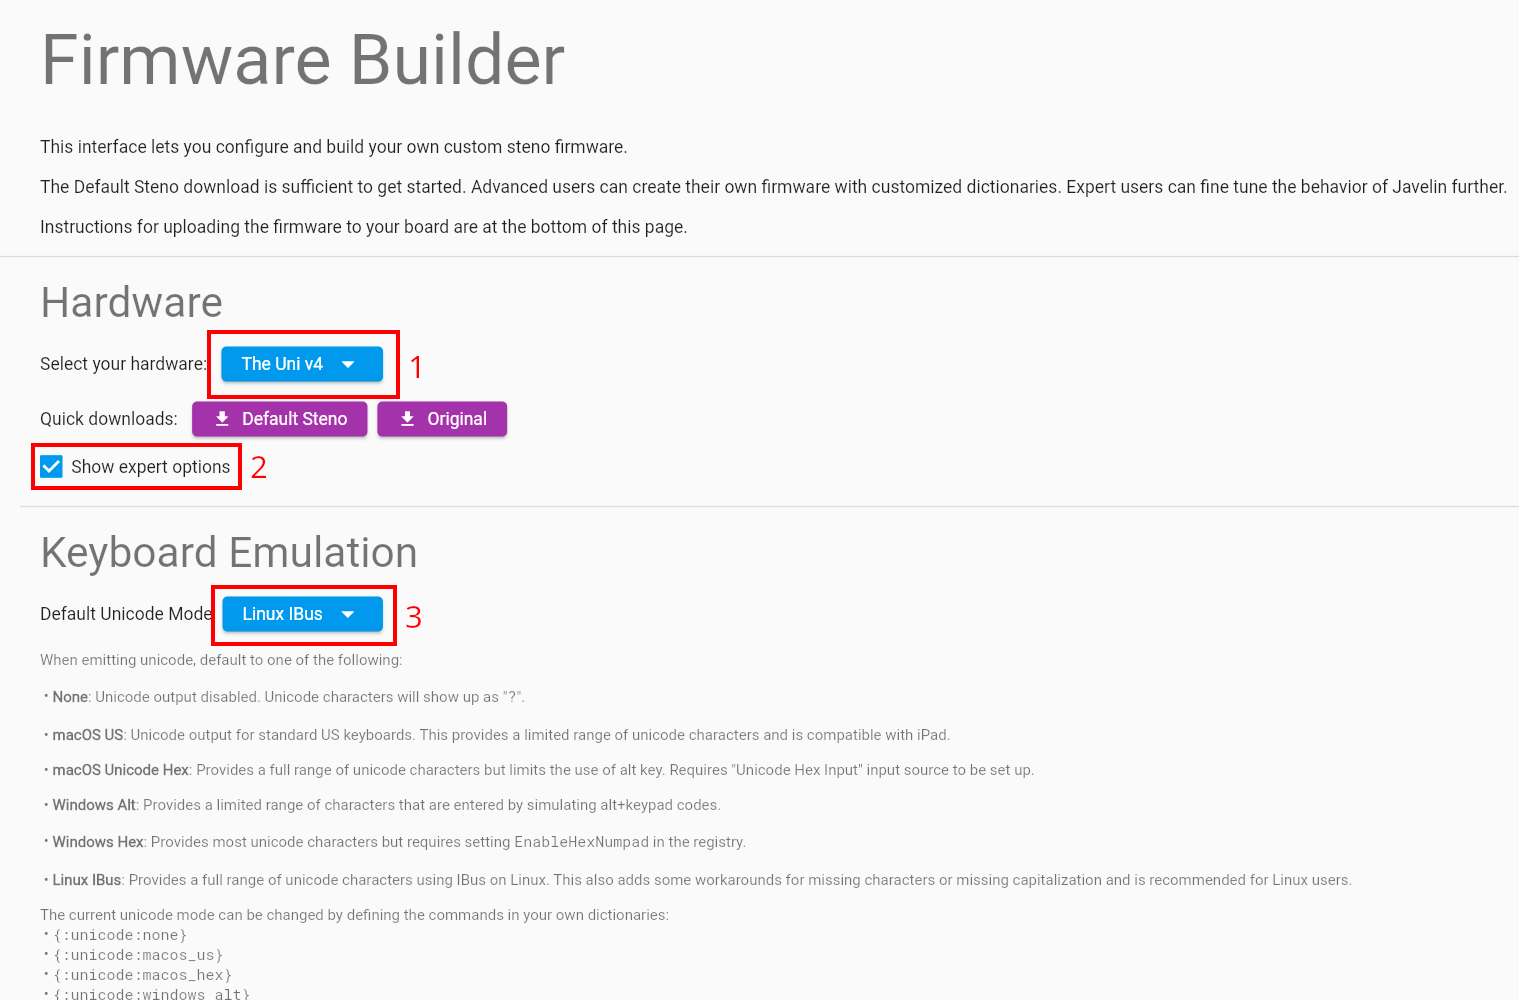 Firmware Builder
This interface lets you configure and build your own custom steno firmware.
The Default Steno download is sufficient to get started. Advanced users can create their own firmware with customized dictionaries. Expert users can fine tune the behavior of Javelin further.
Instructions for uploading the firmware to your board are at the bottom of this page.
Hardware
Select your hardware: The Uni v4 1
Quick downloads: Default Steno Original
Show expert options 2
Keyboard Emulation
Default Unicode Mode Linux IBus 3
When emitting unicode, default to one of the following:
• None: Unicode output disabled. Unicode characters will show up as "?".
• macOS US: Unicode output for standard US keyboards. This provides a limited range of unicode characters and is compatible with iPad.
• macOS Unicode Hex: Provides a full range of unicode characters but limits the use of alt key. Requires "Unicode Hex Input" input source to be set up.
• Windows Alt: Provides a limited range of characters that are entered by simulating alt+keypad codes.
• Windows Hex: Provides most unicode characters but requires setting EnableHexNumpad in the registry.
• Linux IBus: Provides a full range of unicode characters using IBus on Linux. This also adds some workarounds for missing characters or missing capitalization and is recommended for Linux users.
The current unicode mode can be changed by defining the commands in your own dictionaries:
• {:unicode:none}
• {:unicode:macos_us}
• {:unicode:macos_hex}
• {:unicode:windows_alt}